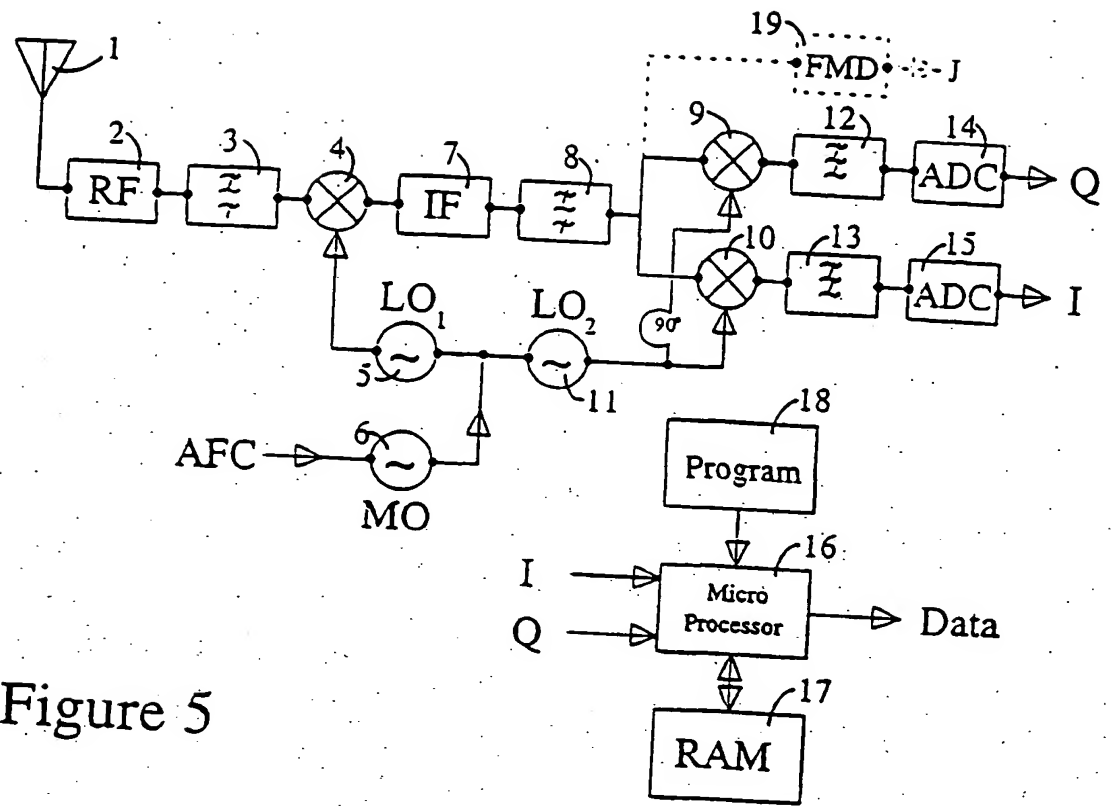 19
FMD
J
1
2
RF
3
4
7
IF
8
9
12
14
ADC
Q
10
13
15
ADC
I
LO1
5
LO2
11
90°
AFC
6
MO
18
Program
16
Micro
Processor
I
Q
Data
17
RAM
Figure 5